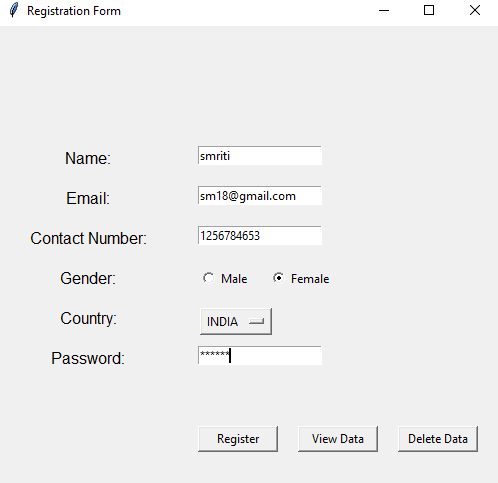 Registration Form
Name: smriti
Email: sm18@gmail.com
Contact Number: 1256784653
Gender: Male Female
Country: INDIA
Password: ******
Register View Data Delete Data